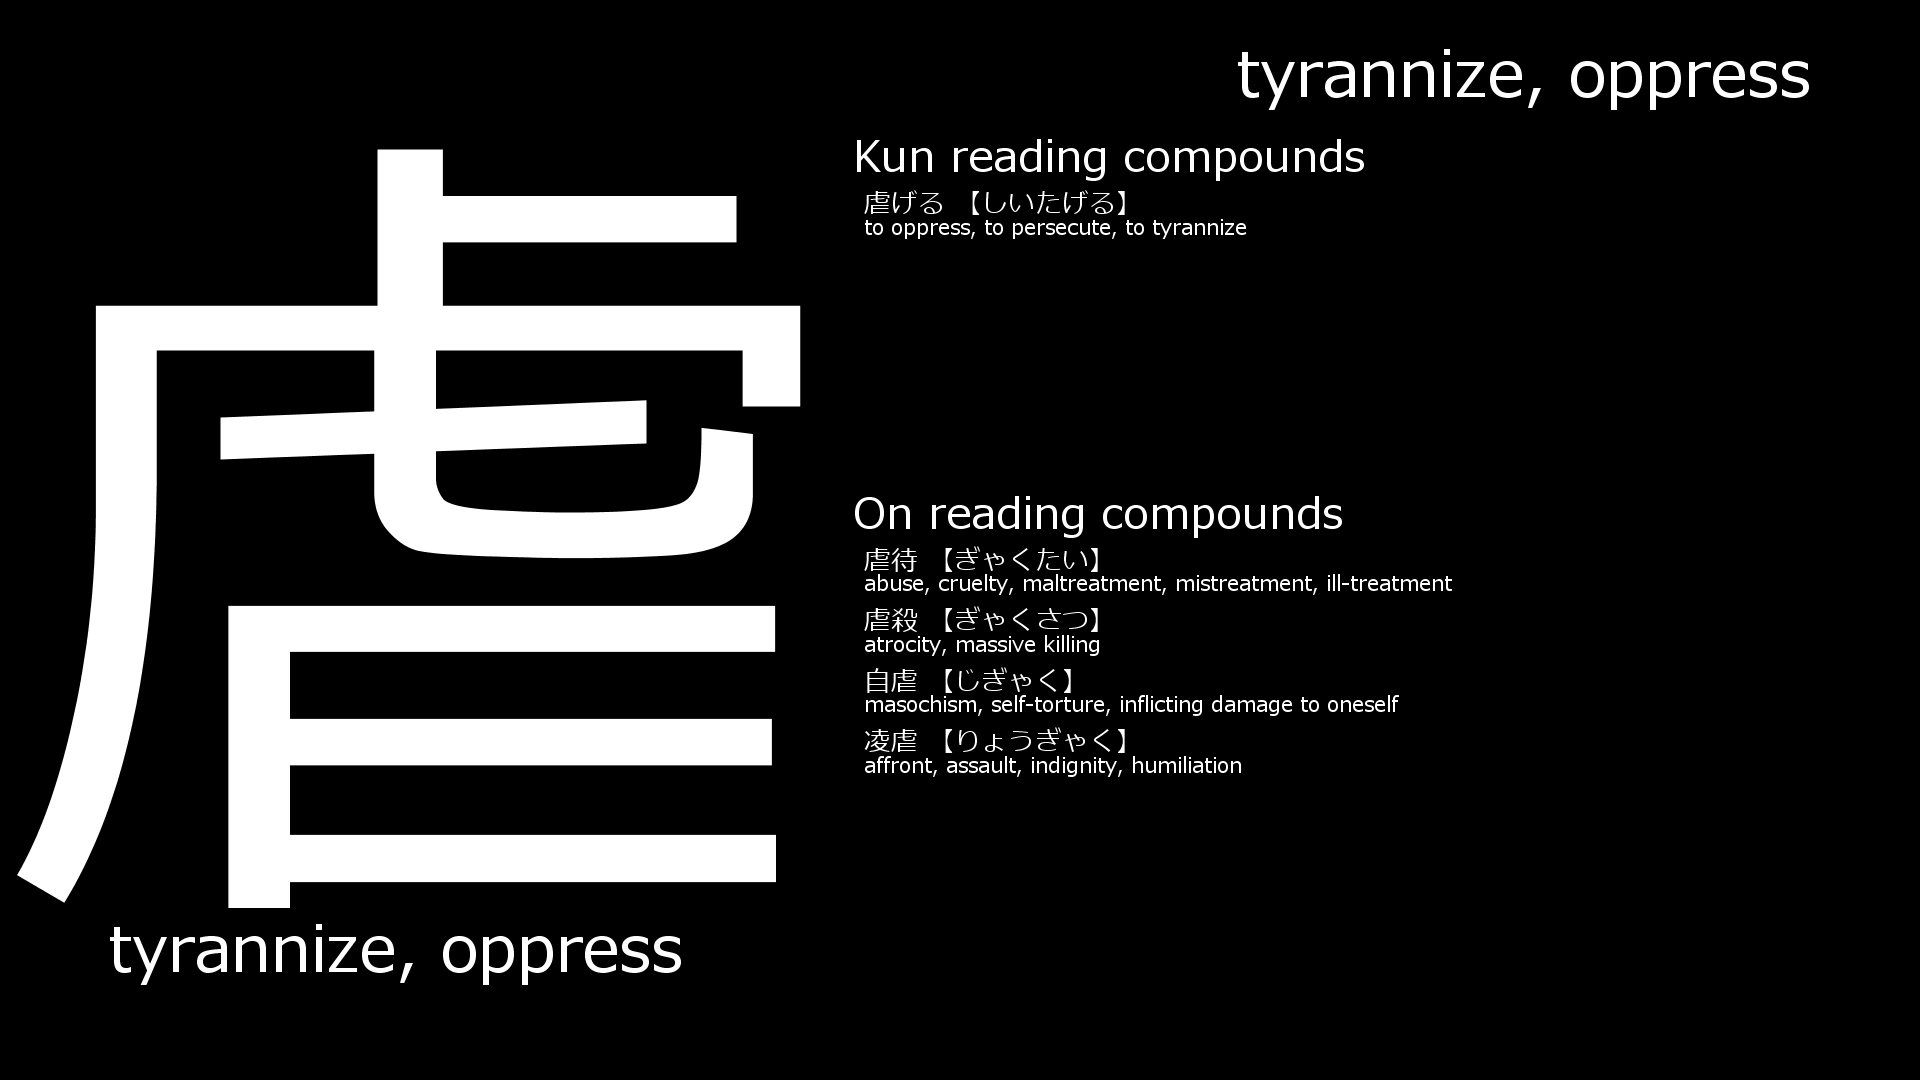 虐
tyrannize, oppress
tyrannize, oppress
Kun reading compounds
虐げる 【しいたげる】
to oppress, to persecute, to tyrannize
On reading compounds
虐待 【ぎゃくたい】
abuse, cruelty, maltreatment, mistreatment, ill-treatment
虐殺 【ぎゃくさつ】
atrocity, massive killing
自虐 【じぎゃく】
masochism, self-torture, inflicting damage to oneself
凌虐 【りょうぎゃく】
affront, assault, indignity, humiliation